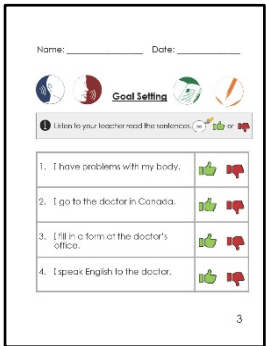 Name: ________________ Date: _____________
Goal Setting
Listen to your teacher read the sentences. or
1. I have problems with my body.
2. I go to the doctor in Canada.
3. I fill in a form at the doctor's
office.
4. I speak English to the doctor.
3